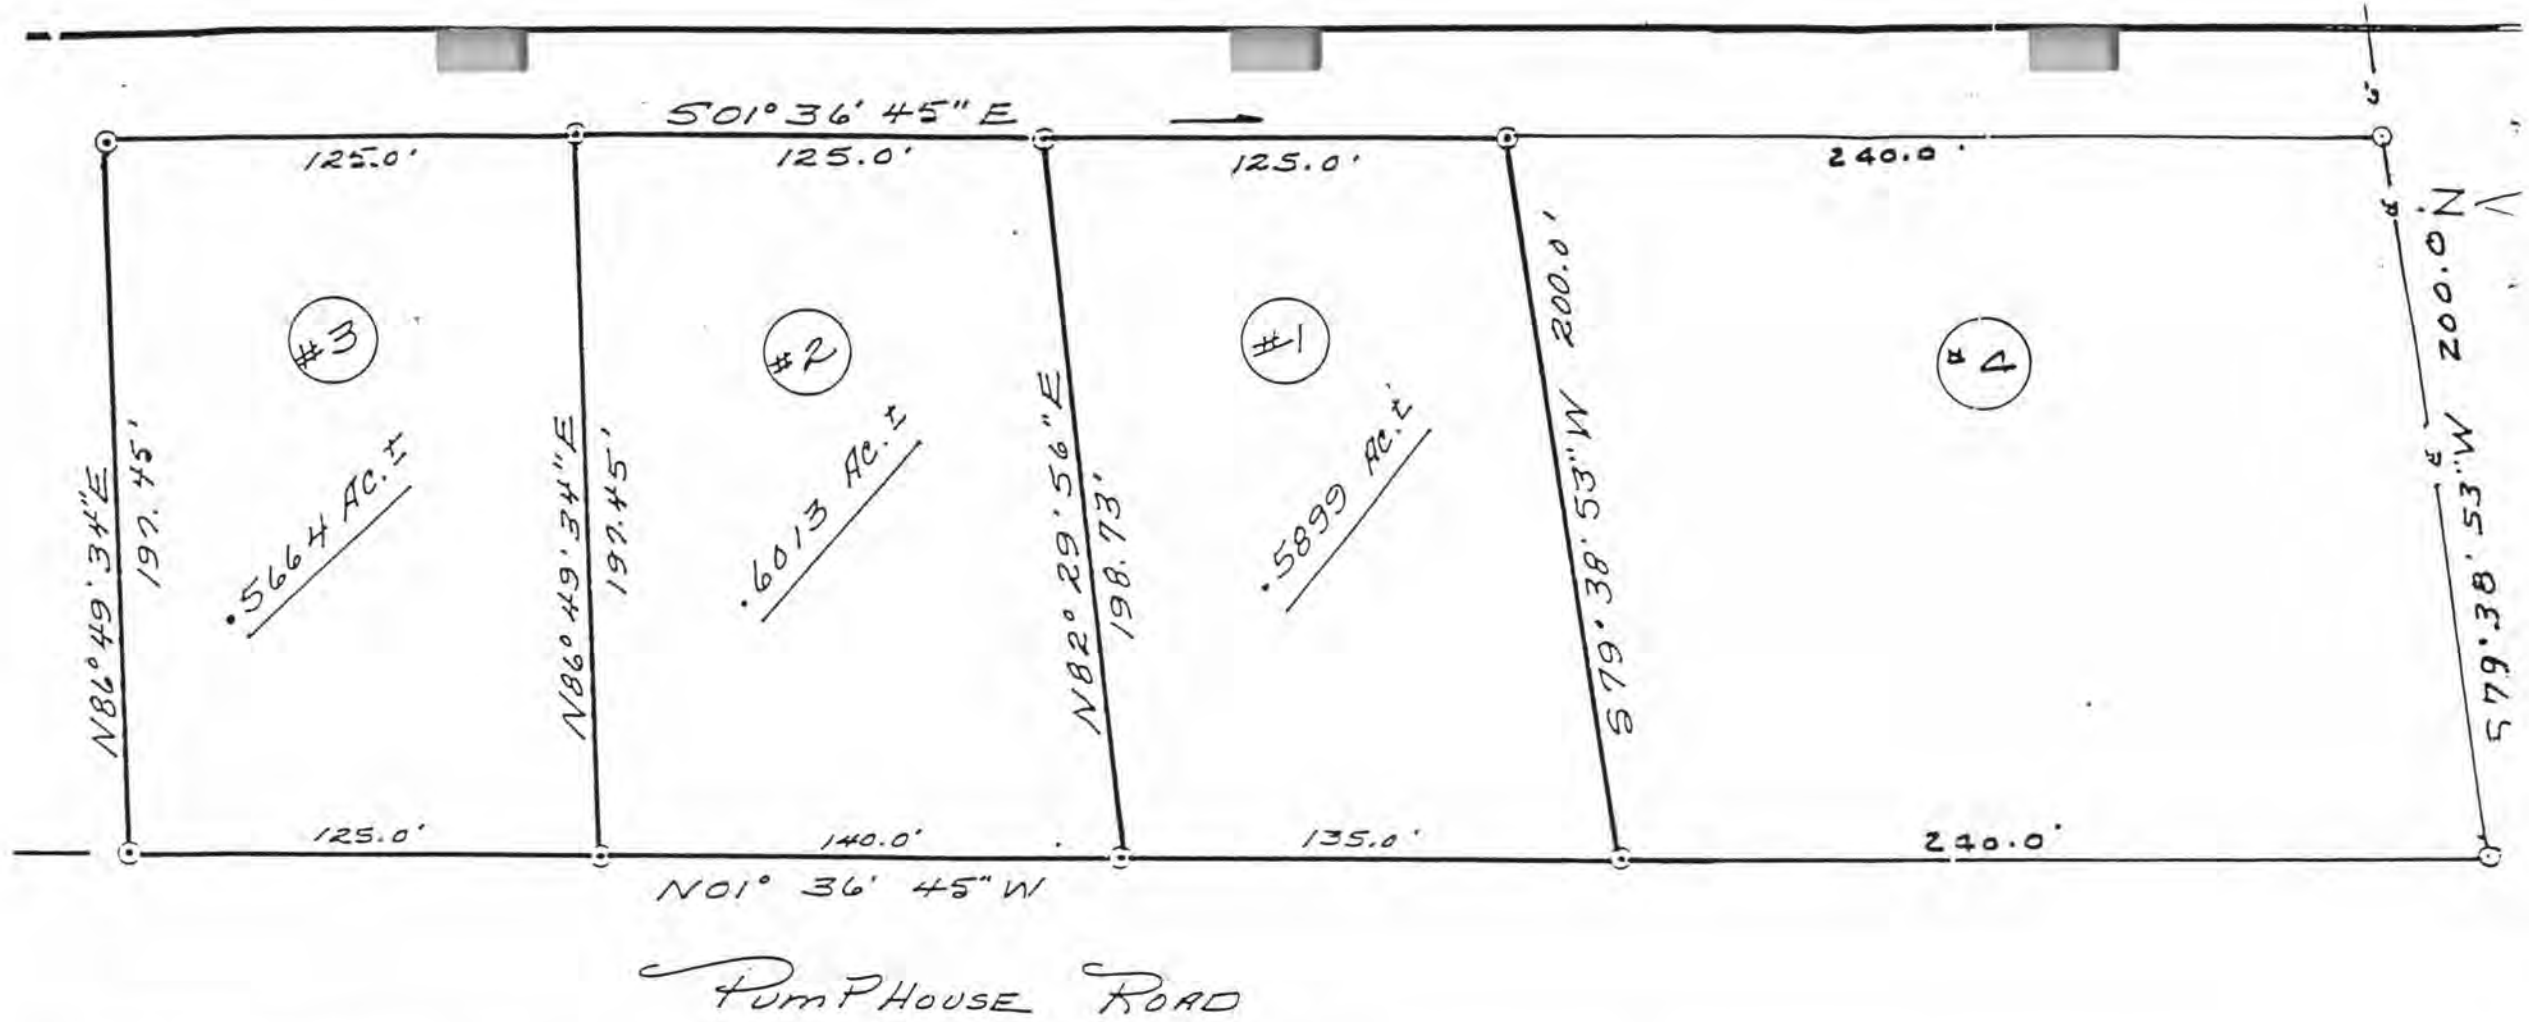 S01° 36' 45" E
125.0'
125.0'
125.0'
240.0'
#3
#2
#1
#4
N86° 49' 34" E
197.45'
.5664 AC.±
N86° 49' 34" E
197.45'
.6013 AC.±
N82° 29' 56" E
198.73'
.5899 AC.±
S 79° 38' 53" W 200.0'
S 79° 38' 53" W 200.0'
N.
125.0'
140.0'
135.0'
240.0'
N01° 36' 45" W
PUMPHOUSE ROAD